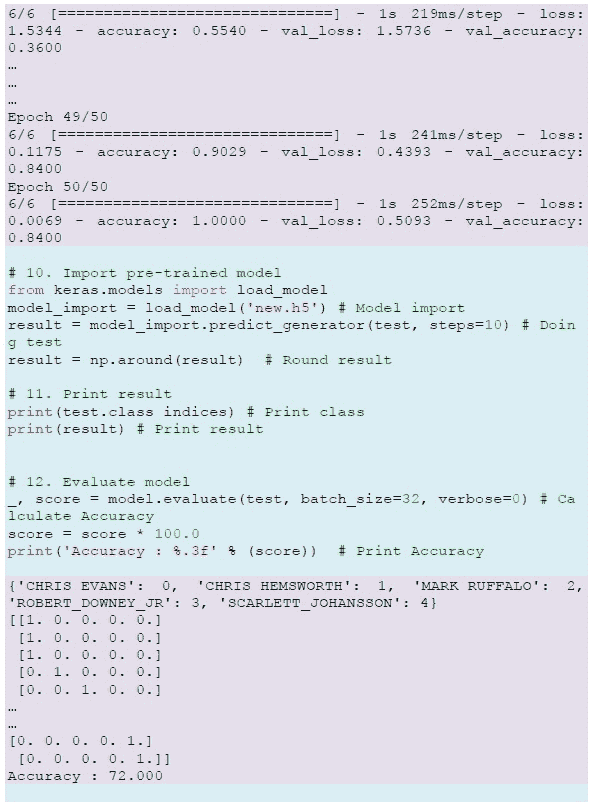 6/6 [==============================] - 1s 219ms/step - loss:
1.5344 - accuracy: 0.5540 - val_loss: 1.5736 - val_accuracy:
0.3600
…
…
…
Epoch 49/50
6/6 [==============================] - 1s 241ms/step - loss:
0.1175 - accuracy: 0.9029 - val_loss: 0.4393 - val_accuracy:
0.8400
Epoch 50/50
6/6 [==============================] - 1s 252ms/step - loss:
0.0069 - accuracy: 1.0000 - val_loss: 0.5093 - val_accuracy:
0.8400
# 10. Import pre-trained model
from keras.models import load_model
model_import = load_model('new.h5') # Model import
result = model_import.predict_generator(test, steps=10) # Doin
g test
result = np.around(result)  # Round result
# 11. Print result
print(test.class indices) # Print class
print(result) # Print result
# 12. Evaluate model
_, score = model.evaluate(test, batch_size=32, verbose=0) # Ca
lculate Accuracy
score = score * 100.0
print('Accuracy : %.3f' % (score))  # Print Accuracy
{'CHRIS EVANS': 0, 'CHRIS HEMSWORTH': 1, 'MARK RUFFALO': 2,
'ROBERT_DOWNEY_JR': 3, 'SCARLETT_JOHANSSON': 4}
[[1. 0. 0. 0. 0.]
[1. 0. 0. 0. 0.]
[1. 0. 0. 0. 0.]
[0. 1. 0. 0. 0.]
[0. 0. 1. 0. 0.]
…
…
[0. 0. 0. 0. 1.]
[0. 0. 0. 0. 1.]]
Accuracy : 72.000